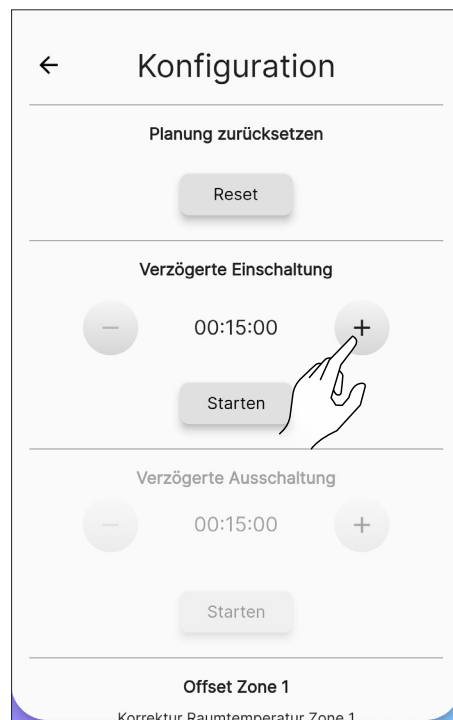 Konfiguration
Planung zurücksetzen
Reset
Verzögerte Einschaltung
00:15:00
Starten
Verzögerte Ausschaltung
00:15:00
Starten
Offset Zone 1
Korrektur Raumtemperatur Zone 1